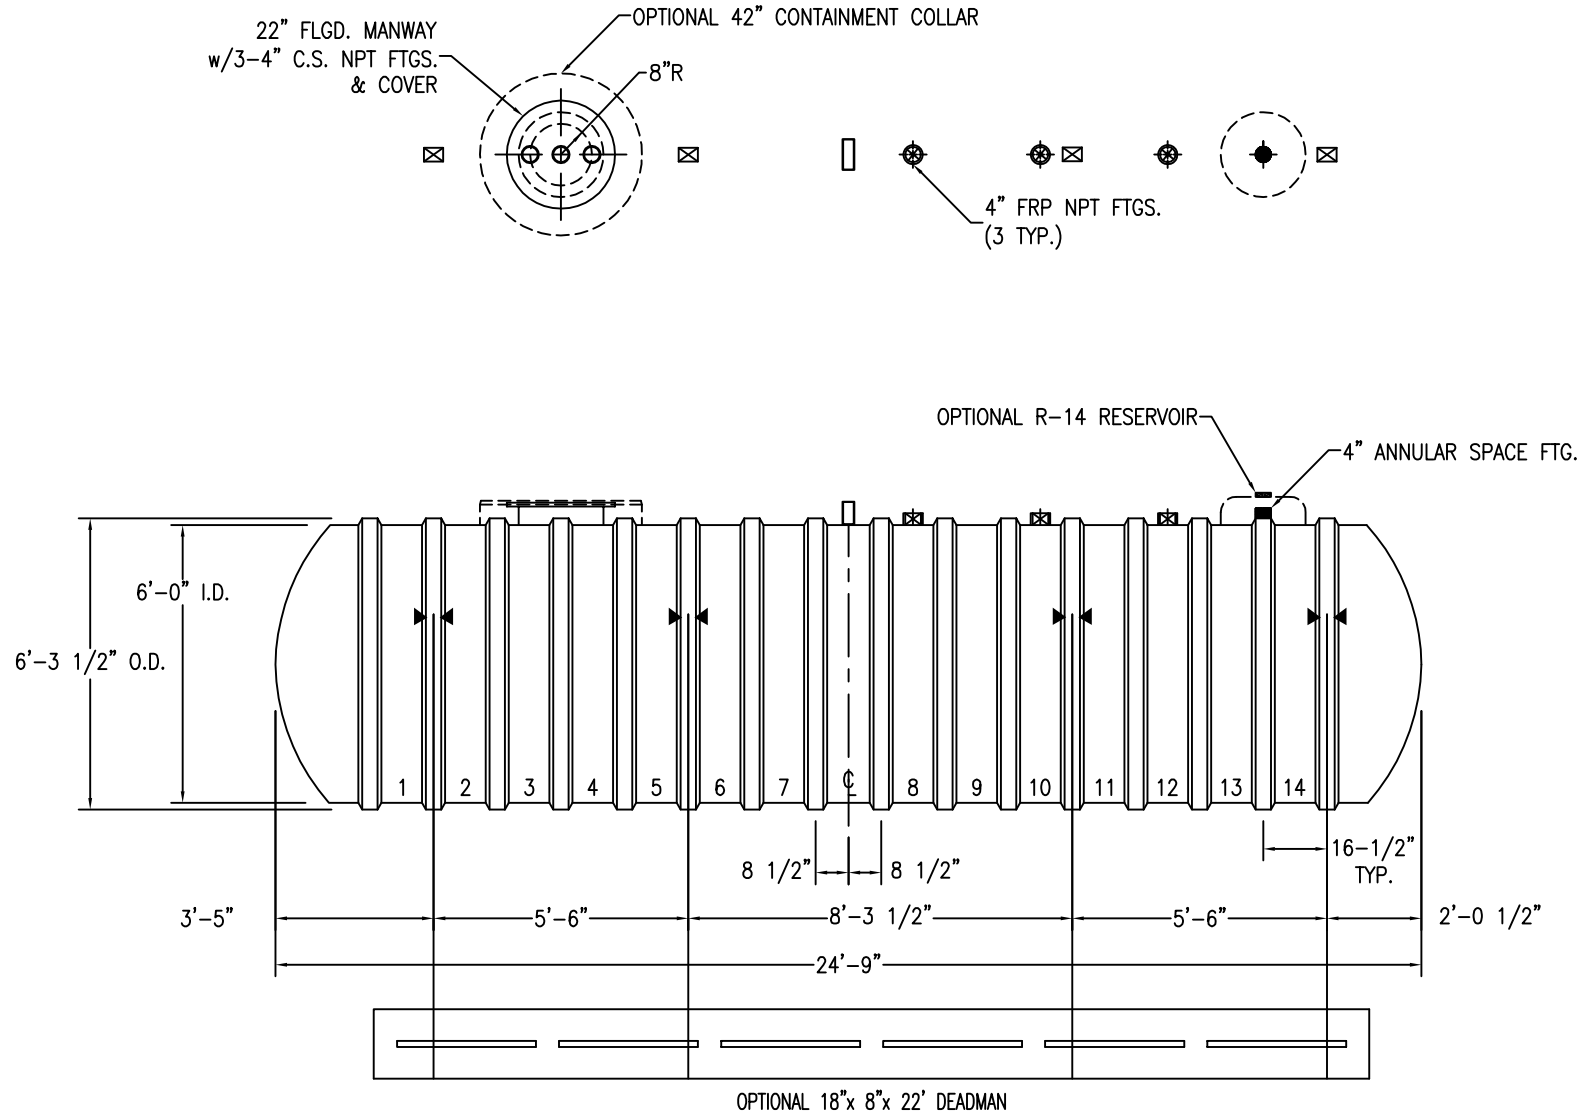 OPTIONAL 42” CONTAINMENT COLLAR
22” FLGD. MANWAY
w/3-4” C.S. NPT FTGS.
& COVER
8”R
4” FRP NPT FTGS.
(3 TYP.)
OPTIONAL R-14 RESERVOIR
4” ANNULAR SPACE FTG.
6’-0” I.D.
6’-3 1/2” O.D.
1 2 3 4 5 6 7 ℄ 8 9 10 11 12 13 14
8 1/2” 8 1/2”
16-1/2”
TYP.
3’-5” 5’-6” 8’-3 1/2” 5’-6” 2’-0 1/2”
24’-9”
OPTIONAL 18”x 8”x 22’ DEADMAN